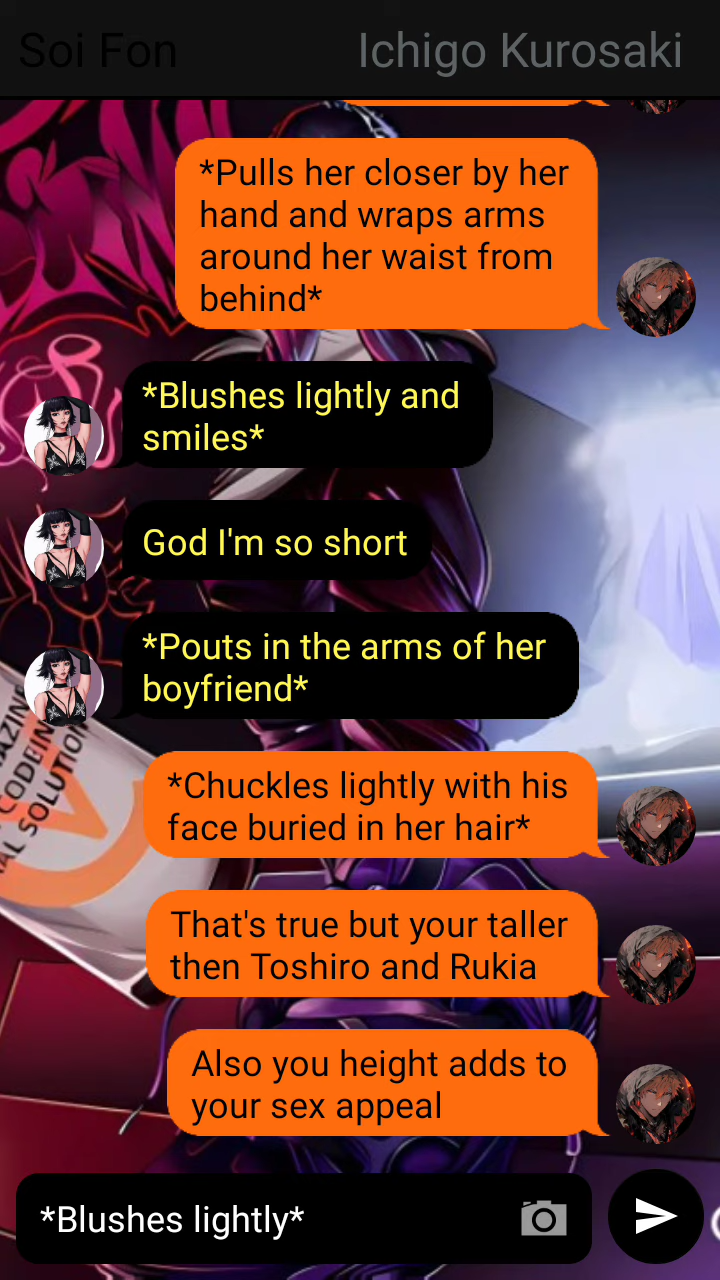 Soi Fon
Ichigo Kurosaki
*Pulls her closer by her
hand and wraps arms
around her waist from
behind*
*Blushes lightly and
smiles*
God I'm so short
*Pouts in the arms of her
boyfriend*
*Chuckles lightly with his
face buried in her hair*
That's true but your taller
then Toshiro and Rukia
Also you height adds to
your sex appeal
*Blushes lightly*
CODEIN
SOLUTION